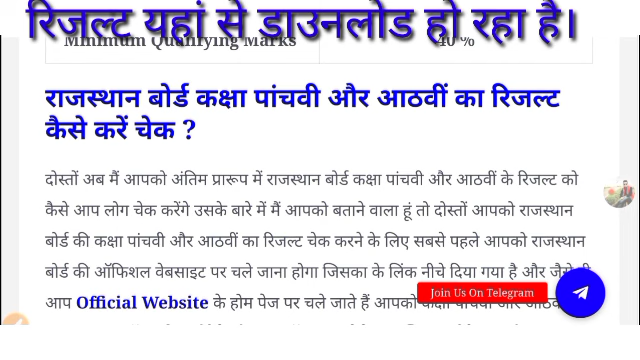 रिजल्ट यहां से डाउनलोड हो रहा है।
Minimum Qualifying Marks 40 %
राजस्थान बोर्ड कक्षा पांचवी और आठवीं का रिजल्ट
कैसे करें चेक ?
दोस्तों अब मैं आपको अंतिम प्रारूप में राजस्थान बोर्ड कक्षा पांचवी और आठवीं के रिजल्ट को
कैसे आप लोग चेक करेंगे उसके बारे में मैं आपको बताने वाला हूं तो दोस्तों आपको राजस्थान
बोर्ड की कक्षा पांचवी और आठवीं का रिजल्ट चेक करने के लिए सबसे पहले आपको राजस्थान
बोर्ड की ऑफिशल वेबसाइट पर चले जाना होगा जिसका के लिंक नीचे दिया गया है और
आप Official Website के होम पेज पर चले जाते हैं आपको
Join Us On Telegram